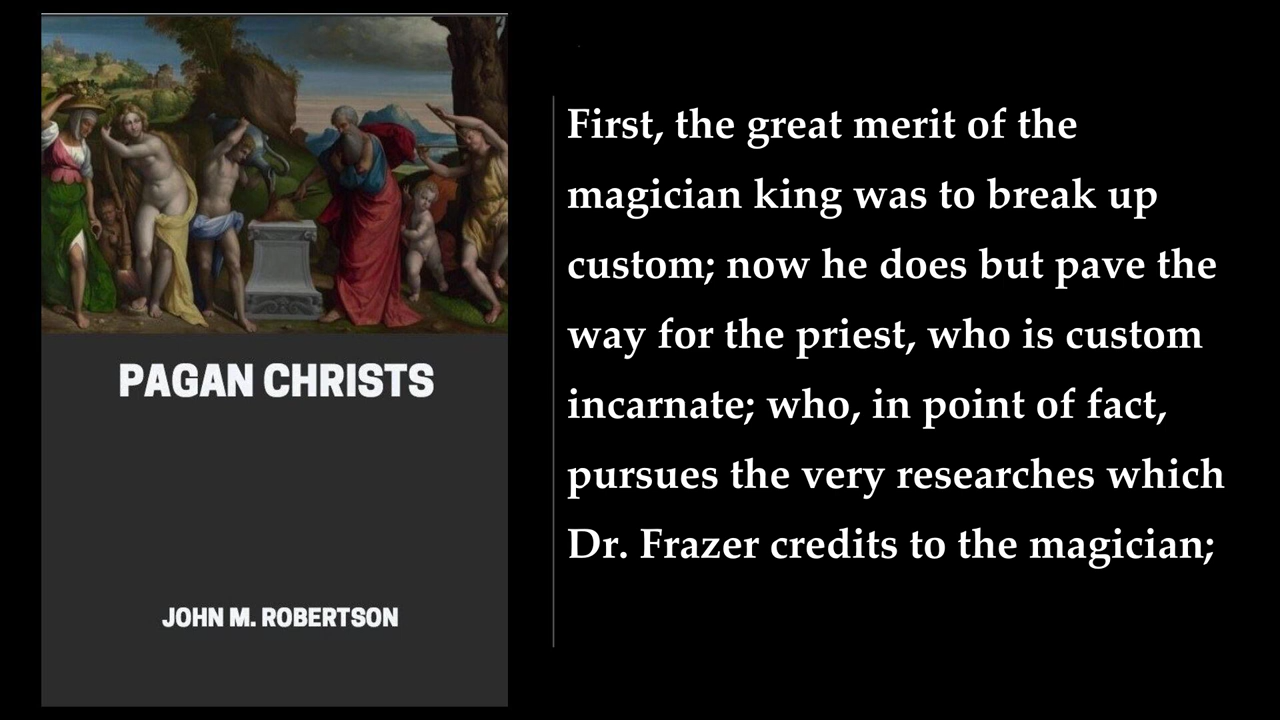 PAGAN CHRISTS
JOHN M. ROBERTSON
First, the great merit of the
magician king was to break up
custom; now he does but pave the
way for the priest, who is custom
incarnate; who, in point of fact,
pursues the very researches which
Dr. Frazer credits to the magician;